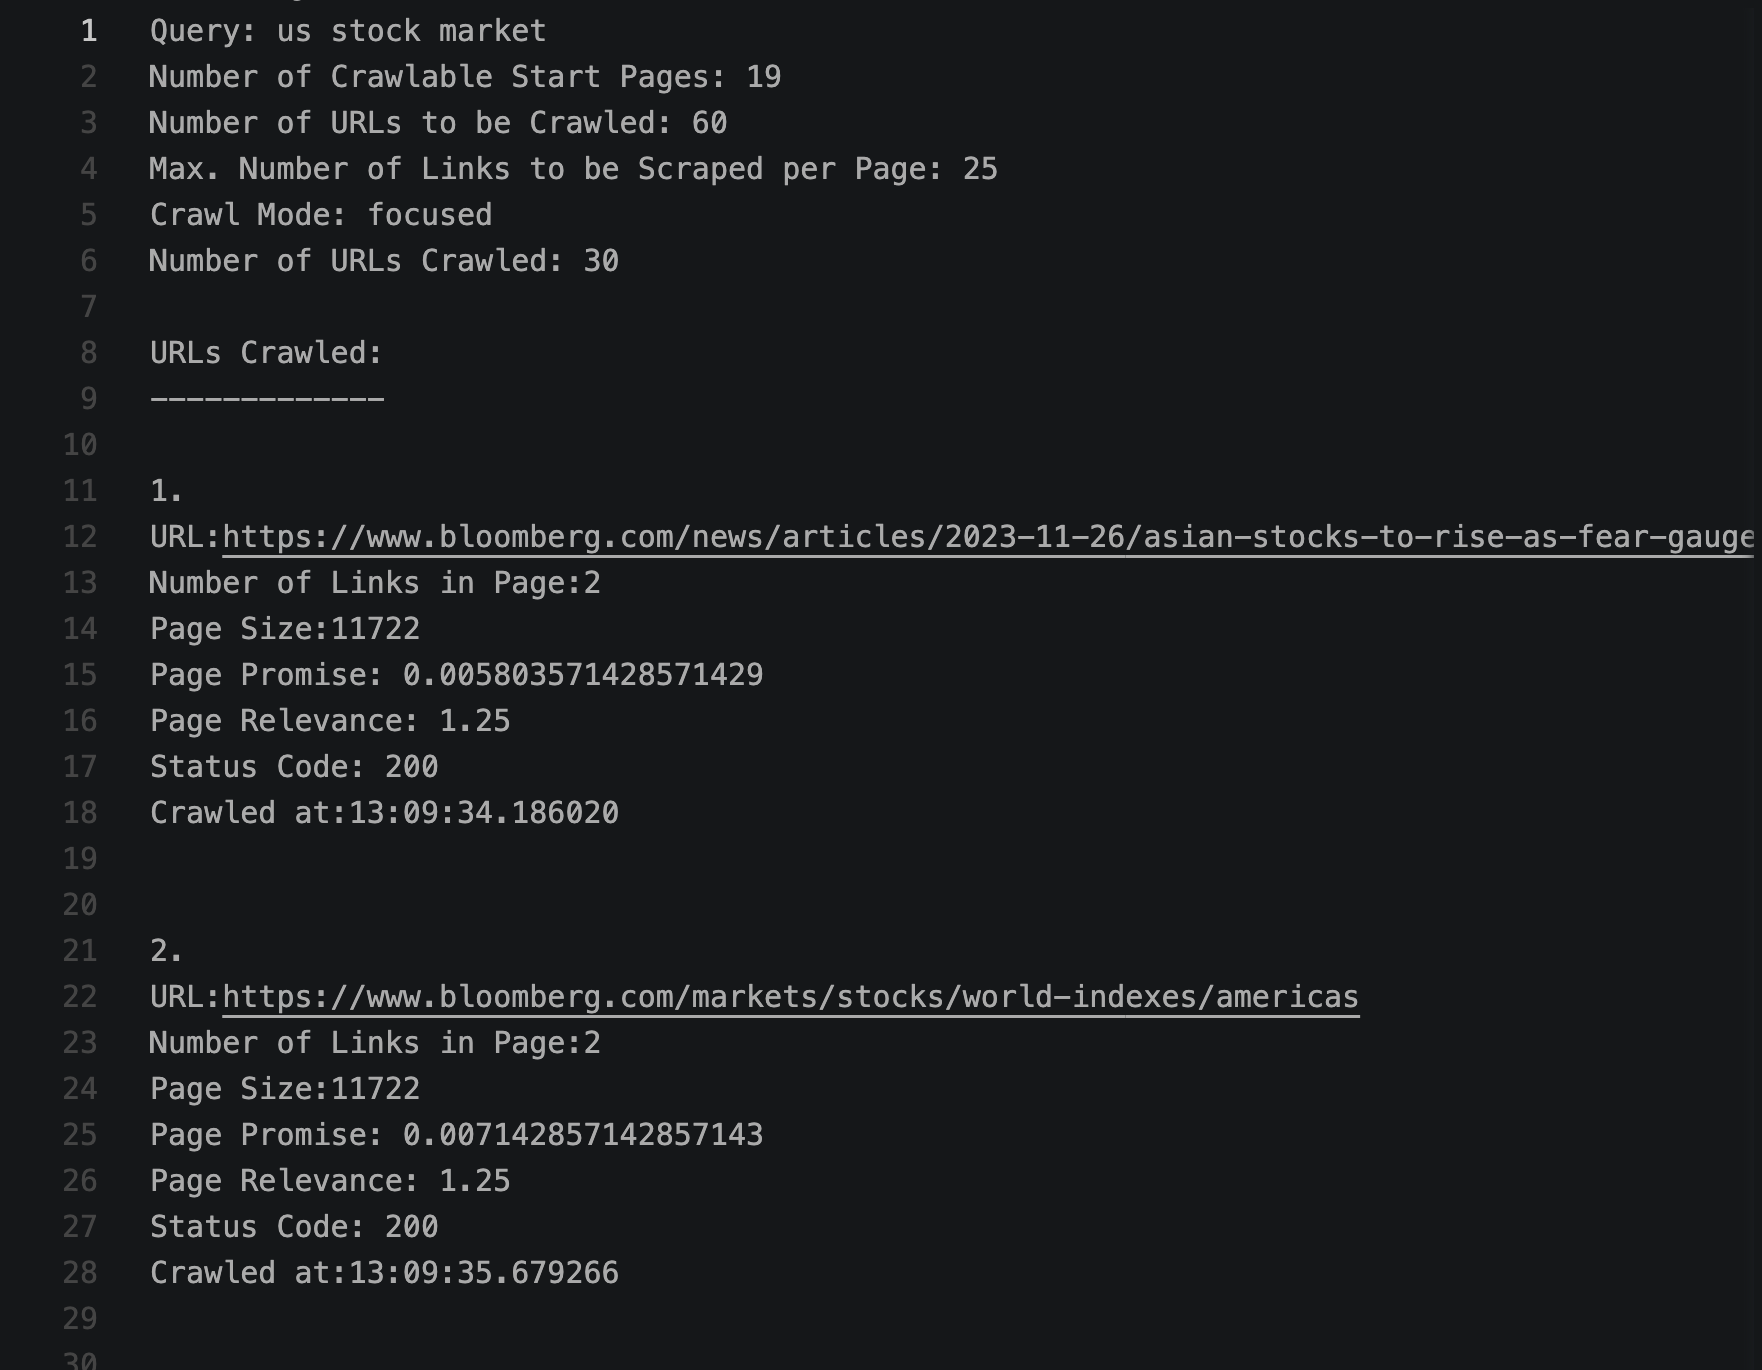 1 Query: us stock market
2 Number of Crawlable Start Pages: 19
3 Number of URLs to be Crawled: 60
4 Max. Number of Links to be Scraped per Page: 25
5 Crawl Mode: focused
6 Number of URLs Crawled: 30
7
8 URLs Crawled:
9 -------------
10
11 1.
12 URL:https://www.bloomberg.com/news/articles/2023-11-26/asian-stocks-to-rise-as-fear-gauge
13 Number of Links in Page:2
14 Page Size:11722
15 Page Promise: 0.005803571428571429
16 Page Relevance: 1.25
17 Status Code: 200
18 Crawled at:13:09:34.186020
19
20
21 2.
22 URL:https://www.bloomberg.com/markets/stocks/world-indexes/americas
23 Number of Links in Page:2
24 Page Size:11722
25 Page Promise: 0.007142857142857143
26 Page Relevance: 1.25
27 Status Code: 200
28 Crawled at:13:09:35.679266
29
30